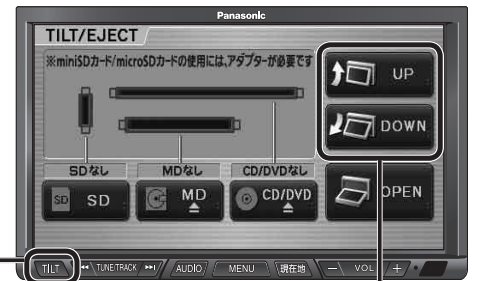 Panasonic
TILT/EJECT
※miniSDカード/microSDカードの使用には、アダプターが必要です
UP
DOWN
SDなし MDなし CD/DVDなし
SD SD MD CD/DVD OPEN
TILT TUNE/TRACK AUDIO MENU 現在地 － VOL ＋